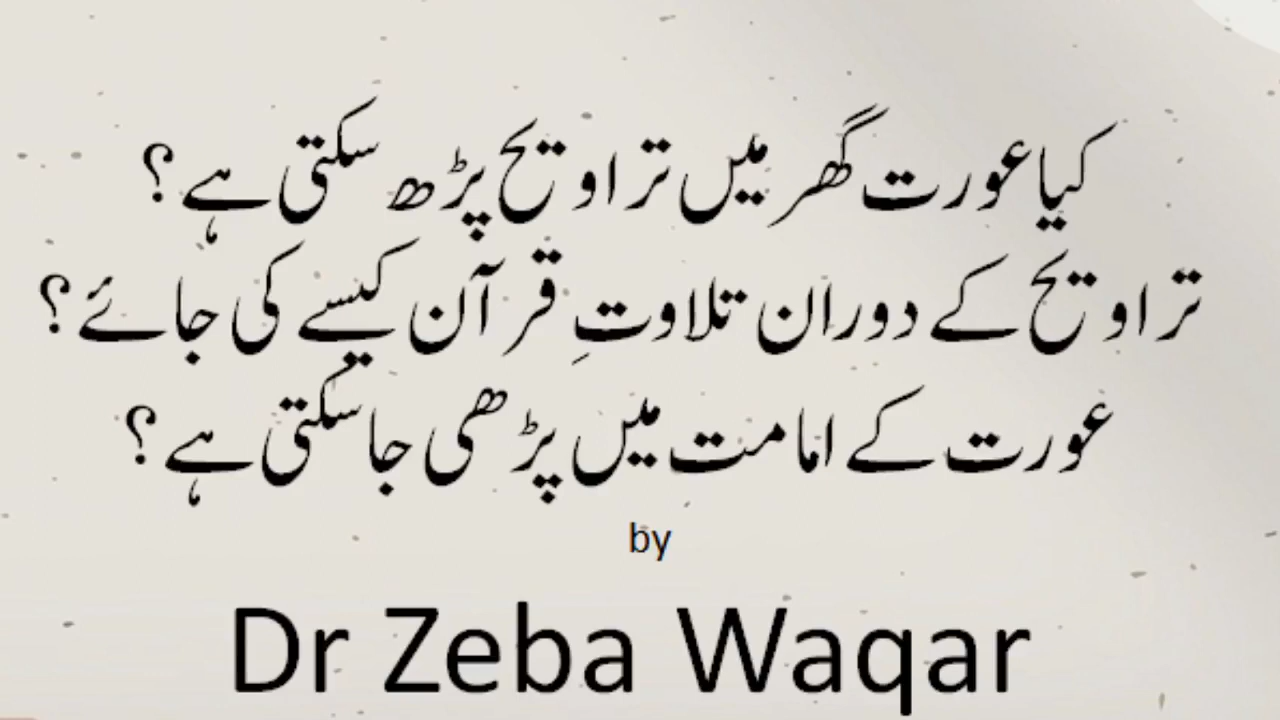 کیا عورت گھر میں تراویح پڑھ سکتی ہے؟
تراویح کے دوران تلاوتِ قرآن کیسے کی جائے؟
عورت کے امامت میں پڑھی جا سکتی ہے؟
by
Dr Zeba Waqar